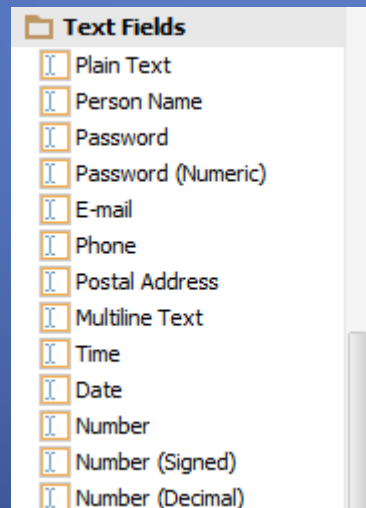 Text Fields
Plain Text
Person Name
Password
Password (Numeric)
E-mail
Phone
Postal Address
Multiline Text
Time
Date
Number
Number (Signed)
Number (Decimal)